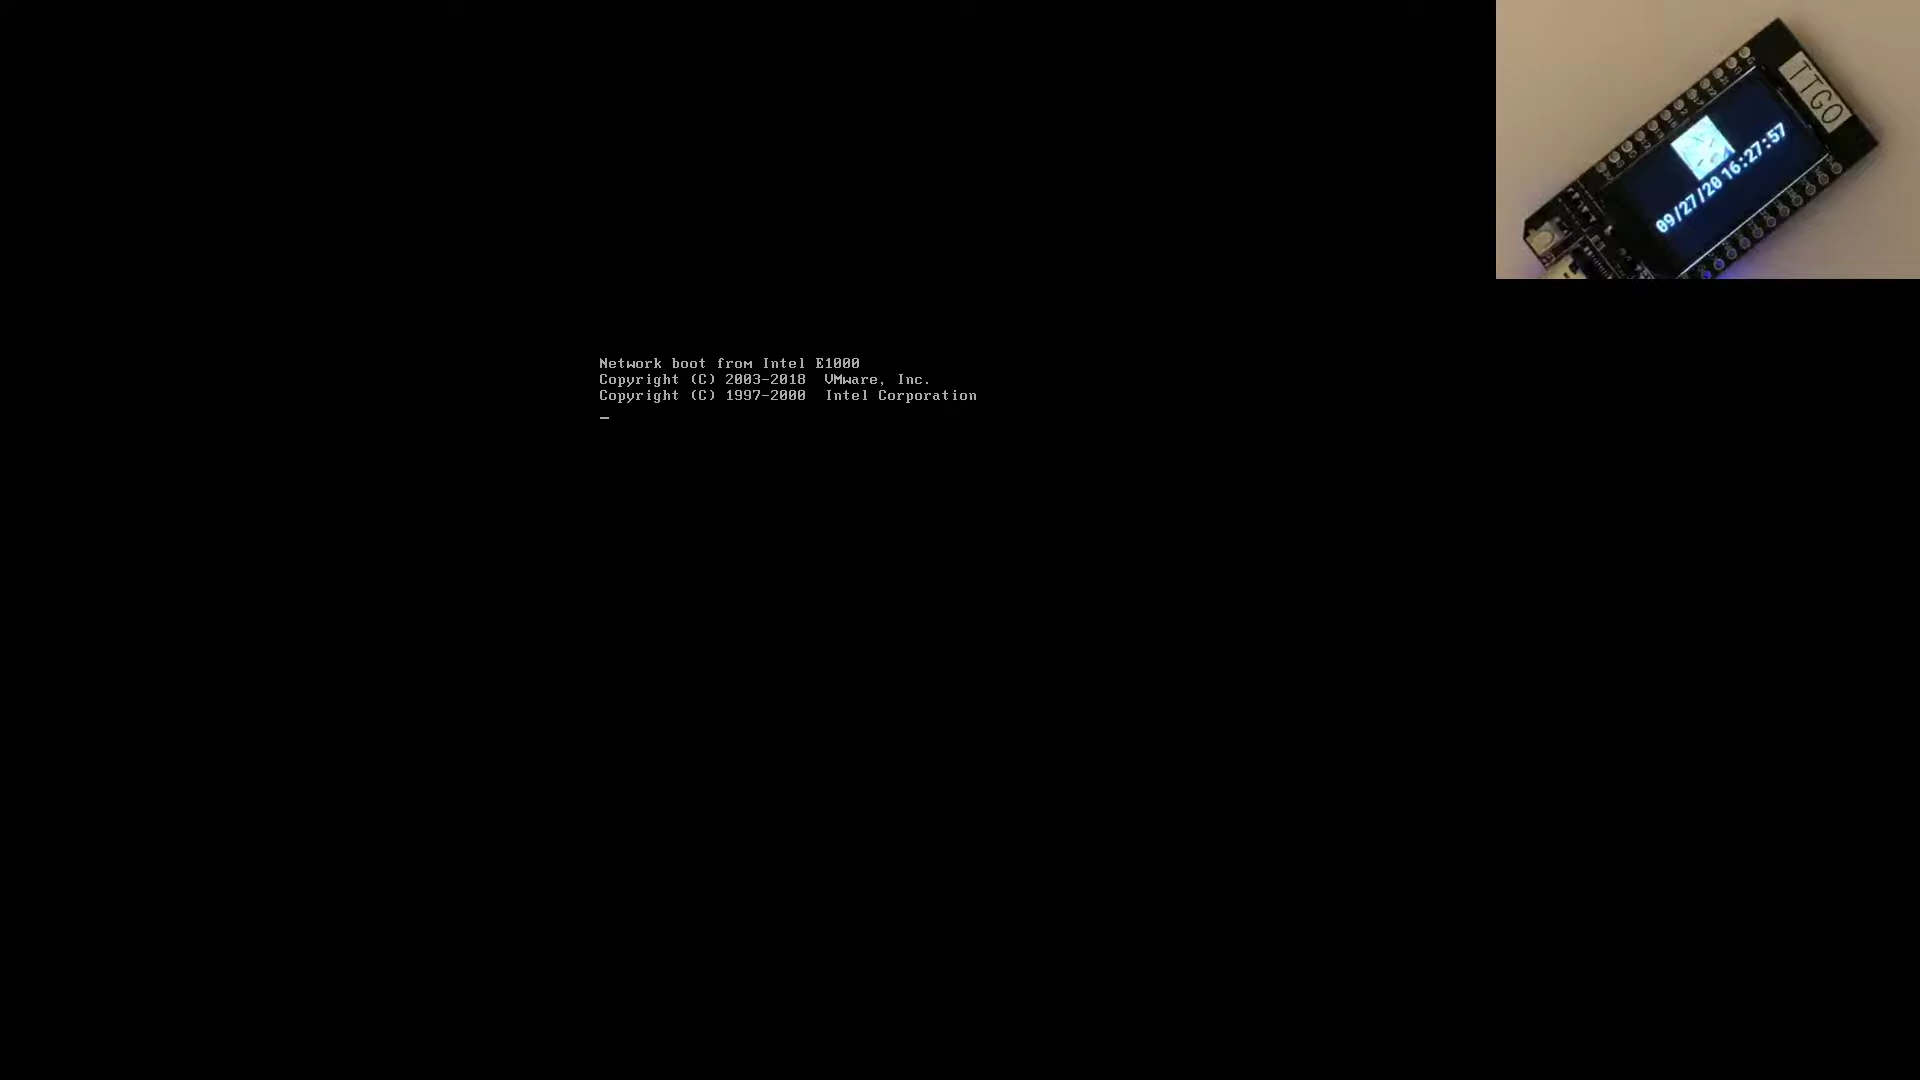 TTGO
09/27/20 16:27:57
Network boot from Intel E1000
Copyright (C) 2003-2018  VMware, Inc.
Copyright (C) 1997-2000  Intel Corporation